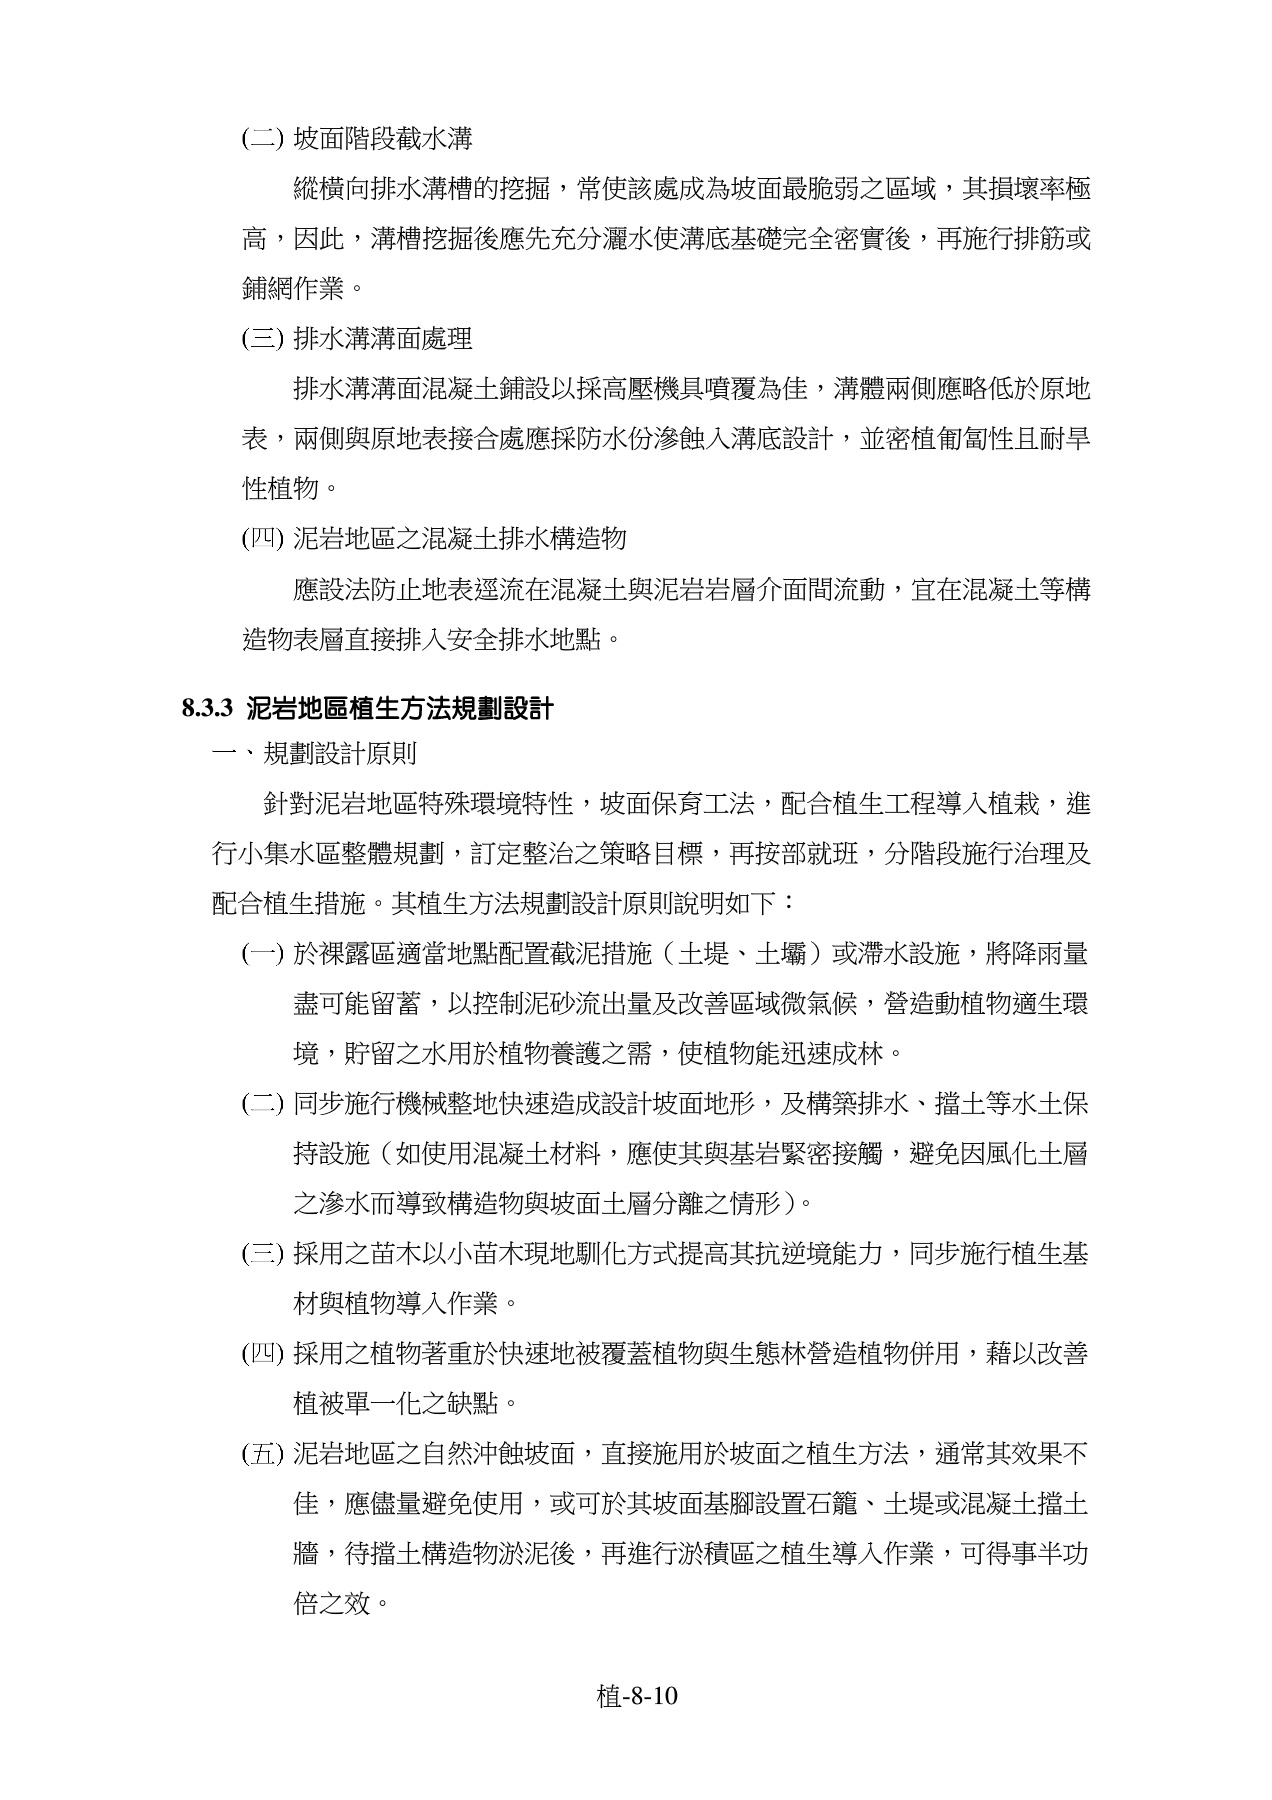 (二) 坡面階段截水溝
縱橫向排水溝槽的挖掘，常使該處成為坡面最脆弱之區域，其損壞率極
高，因此，溝槽挖掘後應先充分灑水使溝底基礎完全密實後，再施行排筋或
鋪網作業。
(三) 排水溝溝面處理
排水溝溝面混凝土鋪設以採高壓機具噴覆為佳，溝體兩側應略低於原地
表，兩側與原地表接合處應採防水份滲蝕入溝底設計，並密植匍匐性且耐旱
性植物。
(四) 泥岩地區之混凝土排水構造物
應設法防止地表逕流在混凝土與泥岩岩層介面間流動，宜在混凝土等構
造物表層直接排入安全排水地點。
8.3.3 泥岩地區植生方法規劃設計
一、規劃設計原則
針對泥岩地區特殊環境特性，坡面保育工法，配合植生工程導入植栽，進
行小集水區整體規劃，訂定整治之策略目標，再按部就班，分階段施行治理及
配合植生措施。其植生方法規劃設計原則說明如下：
(一) 於裸露區適當地點配置截泥措施（土堤、土壩）或滯水設施，將降雨量
盡可能留蓄，以控制泥砂流出量及改善區域微氣候，營造動植物適生環
境，貯留之水用於植物養護之需，使植物能迅速成林。
(二) 同步施行機械整地快速造成設計坡面地形，及構築排水、擋土等水土保
持設施（如使用混凝土材料，應使其與基岩緊密接觸，避免因風化土層
之滲水而導致構造物與坡面土層分離之情形）。
(三) 採用之苗木以小苗木現地馴化方式提高其抗逆境能力，同步施行植生基
材與植物導入作業。
(四) 採用之植物著重於快速地被覆蓋植物與生態林營造植物併用，藉以改善
植被單一化之缺點。
(五) 泥岩地區之自然沖蝕坡面，直接施用於坡面之植生方法，通常其效果不
佳，應儘量避免使用，或可於其坡面基腳設置石籠、土堤或混凝土擋土
牆，待擋土構造物淤泥後，再進行淤積區之植生導入作業，可得事半功
倍之效。
植-8-10